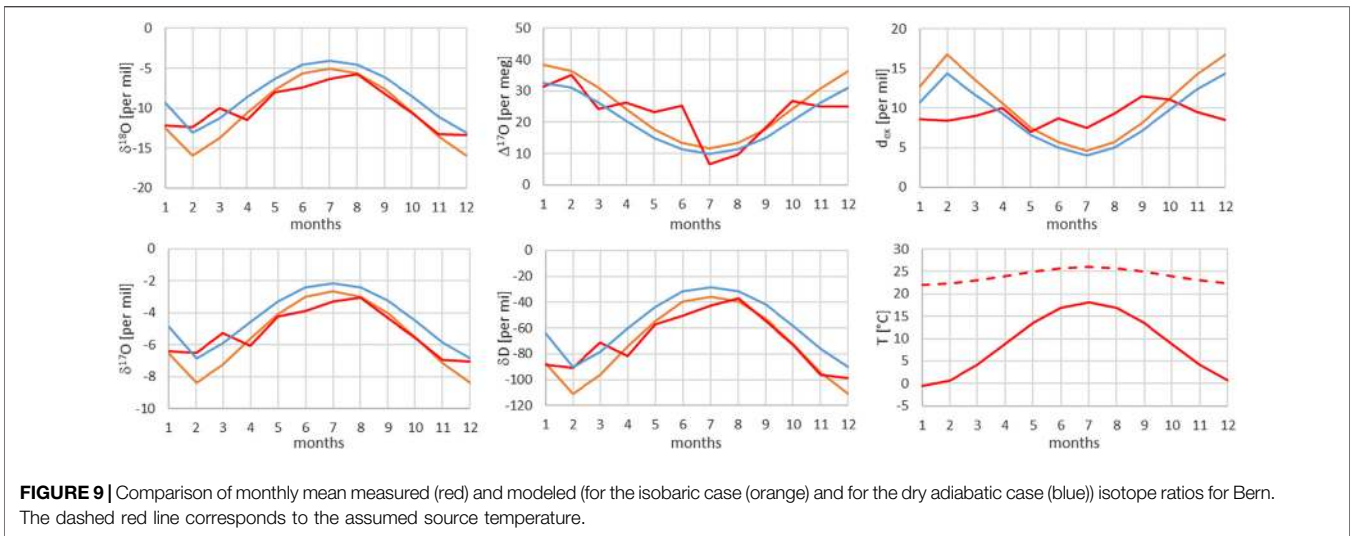 0
-5
-10
-15
-20
δ¹⁸O [per mil]
1 2 3 4 5 6 7 8 9 10 11 12
months
50
40
30
20
10
0
Δ¹⁷O [per meg]
1 2 3 4 5 6 7 8 9 10 11 12
months
20
15
10
5
0
dₑₓ [per mil]
1 2 3 4 5 6 7 8 9 10 11 12
months
0
-2
-4
-6
-8
-10
δ¹⁷O [per mil]
1 2 3 4 5 6 7 8 9 10 11 12
months
0
-20
-40
-60
-80
-100
-120
δD [per mi]
1 2 3 4 5 6 7 8 9 10 11 12
months
30
25
20
15
10
5
0
-5
T [°C]
1 2 3 4 5 6 7 8 9 10 11 12
months
FIGURE 9 | Comparison of monthly mean measured (red) and modeled (for the isobaric case (orange) and for the dry adiabatic case (blue)) isotope ratios for Bern.
The dashed red line corresponds to the assumed source temperature.